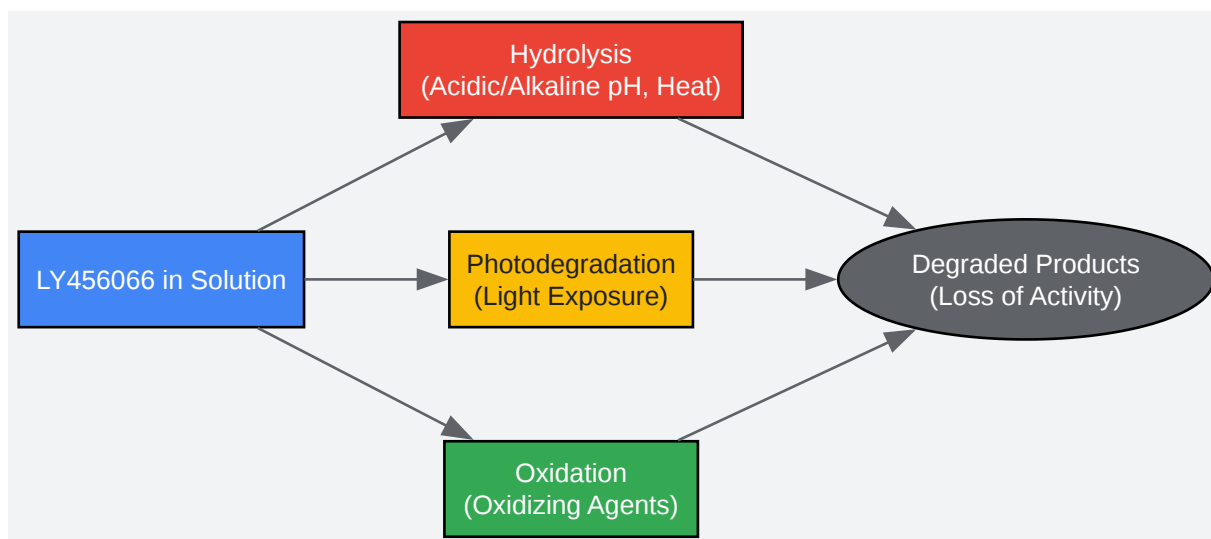 Hydrolysis
(Acidic/Alkaline pH, Heat)
LY456066 in Solution
Photodegradation
(Light Exposure)
Degraded Products
(Loss of Activity)
Oxidation
(Oxidizing Agents)